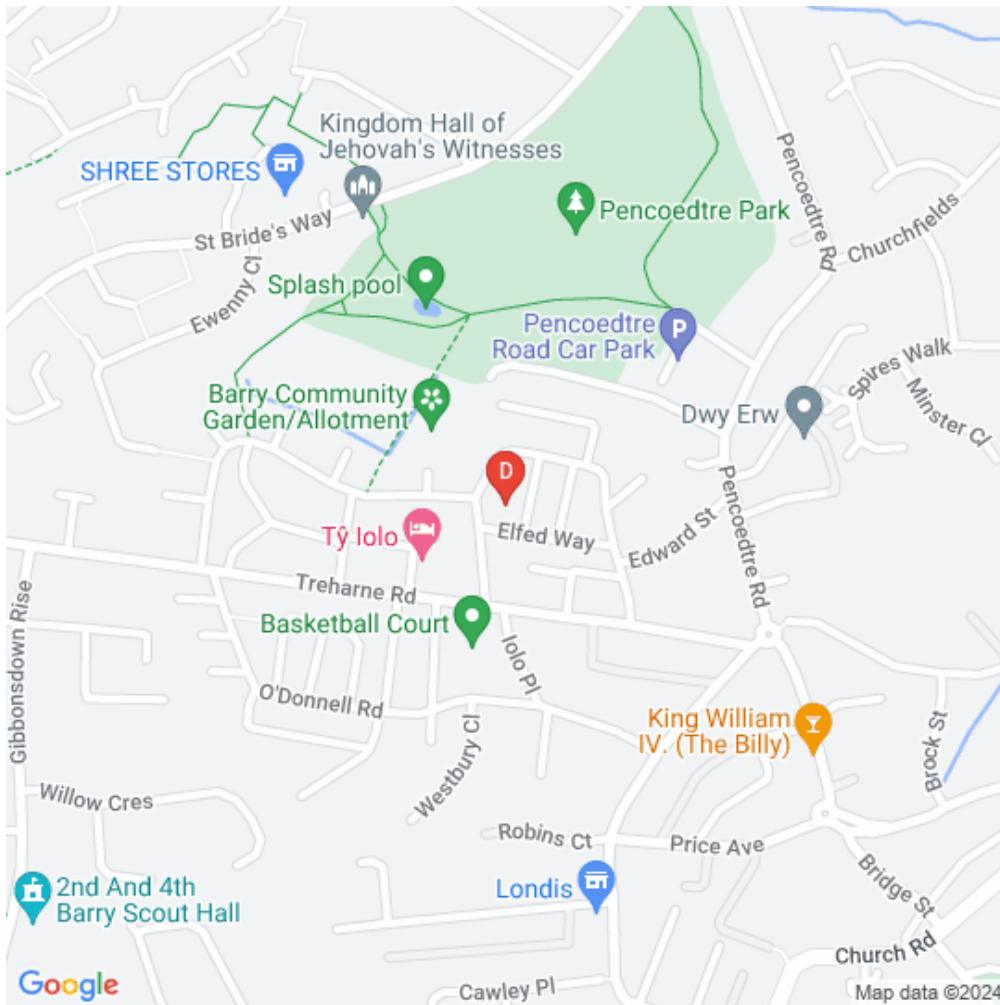 Kingdom Hall of
Jehovah's Witnesses
SHREE STORES
Pencoedtre Park
Pencoedtre Rd
Churchfields
St Bride's Way
Ewenny Cl
Splash pool
Pencoedtre
Road Car Park
Spires Walk
Minster Cl
Barry Community
Garden/Allotment
Dwy Erw
D
Pencoedtre Rd
Tŷ Iolo
Elfed Way
Edward St
Treharne Rd
Gibbonsdown Rise
Basketball Court
Iolo Pl
O'Donnell Rd
King William
IV. (The Billy)
Brock St
Westbury Cl
Willow Cres
Robins Ct
Price Ave
Londis
Bridge St
2nd And 4th
Barry Scout Hall
Church Rd
Google
Cawley Pl
Map data ©2024
P